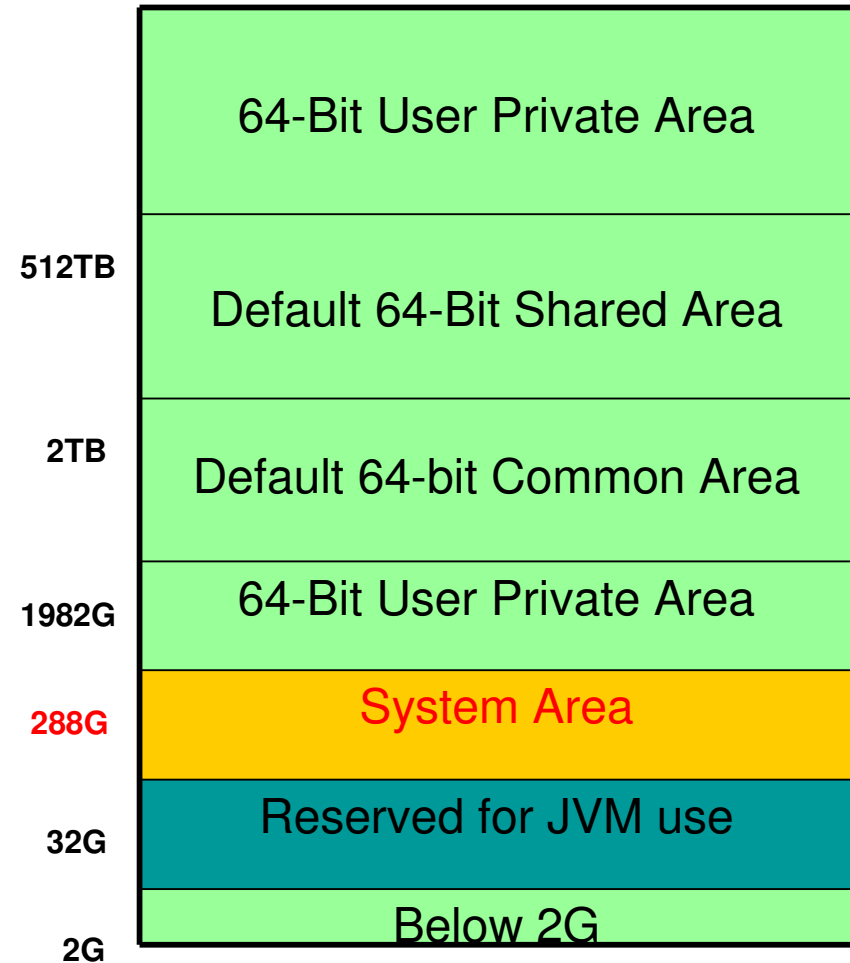 64-Bit User Private Area
512TB
Default 64-Bit Shared Area
2TB
Default 64-bit Common Area
64-Bit User Private Area
1982G
System Area
288G
Reserved for JVM use
32G
Below 2G
2G